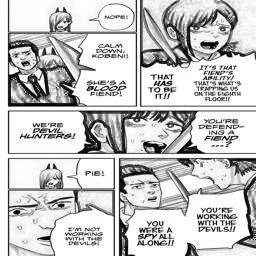 IT'S THAT
FIEND'S
ABILITY!
THAT'S WHAT'S
TRAPPING US
ON THE EIGHTH
FLOOR!!
THAT
HAS TO
BE IT!!
NOPE!
CALM
DOWN,
KOBENI!
SHE'S A
BLOOD
FIEND!
YOU'RE
DEFEND-
ING A
FIEND
....?
WE'RE
DEVIL
HUNTERS!
YOU'RE
WORKING
WITH THE
DEVILS!!
YOU WERE
A SPY ALL
ALONG!!
PIE!
I'M NOT
WORKING
WITH THE
DEVILS.